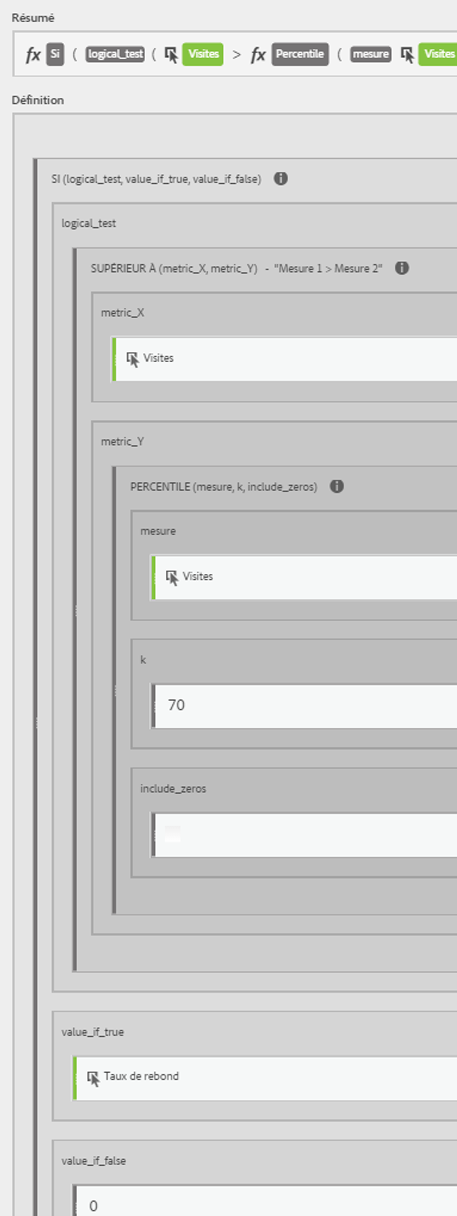 Résumé
fx Si ( logical_test ( Visites > fx Percentile ( mesure Visites
Définition
SI (logical_test, value_if_true, value_if_false)
logical_test
SUPÉRIEUR À (metric_X, metric_Y) - "Mesure 1 > Mesure 2"
metric_X
Visites
metric_Y
PERCENTILE (mesure, k, include_zeros)
mesure
Visites
k
70
include_zeros
value_if_true
Taux de rebond
value_if_false
0